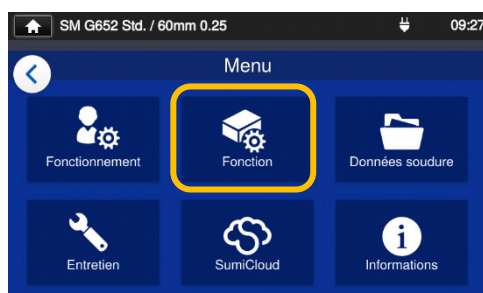 SM G652 Std. / 60mm 0.25 09:27
Menu
Fonctionnement Fonction Données soudure
Entretien SumiCloud Informations